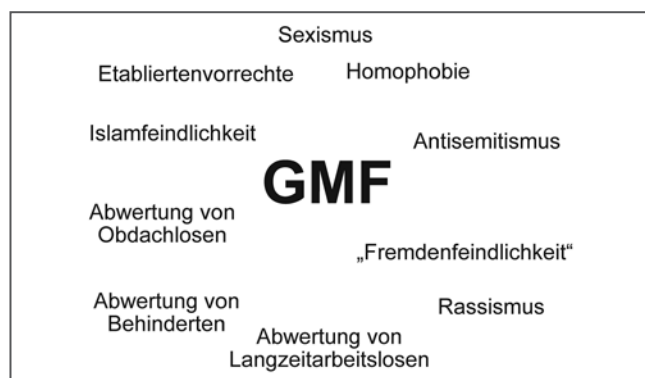 Sexismus
Etabliertenvorrechte
Homophobie
Islamfeindlichkeit
Antisemitismus
GMF
Abwertung von
Obdachlosen
„Fremdenfeindlichkeit“
Abwertung von
Behinderten
Rassismus
Abwertung von
Langzeitarbeitslosen